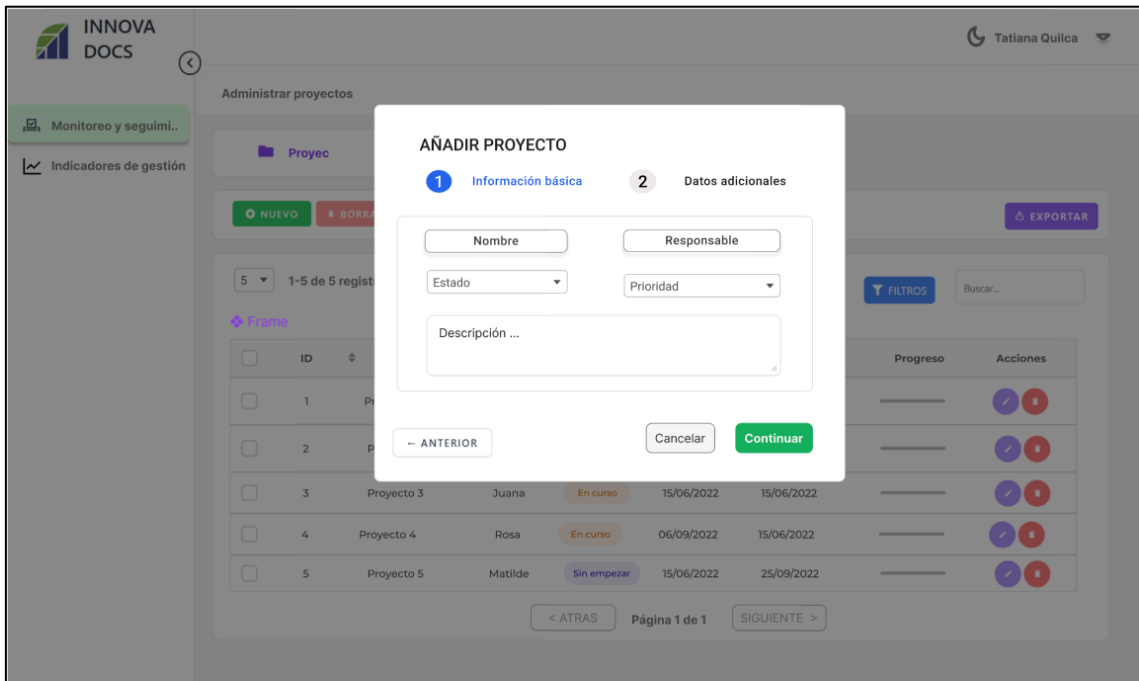 INNOVA
DOCS
Tatiana Quilca
Administrar proyectos
Monitoreo y seguimi..
Indicadores de gestión
Proyec
AÑADIR PROYECTO
1 Información básica 2 Datos adicionales
NUEVO BORRA EXPORTAR
Nombre Responsable
5 1-5 de 5 regist Estado Prioridad FILTROS Buscar...
Frame
Descripción ...
ID Progreso Acciones
1 Pr
2 P
← ANTERIOR Cancelar Continuar
3 Proyecto 3 Juana En curso 15/06/2022 15/06/2022
4 Proyecto 4 Rosa En curso 06/09/2022 15/06/2022
5 Proyecto 5 Matilde Sin empezar 15/06/2022 25/09/2022
< ATRAS Página 1 de 1 SIGUIENTE >